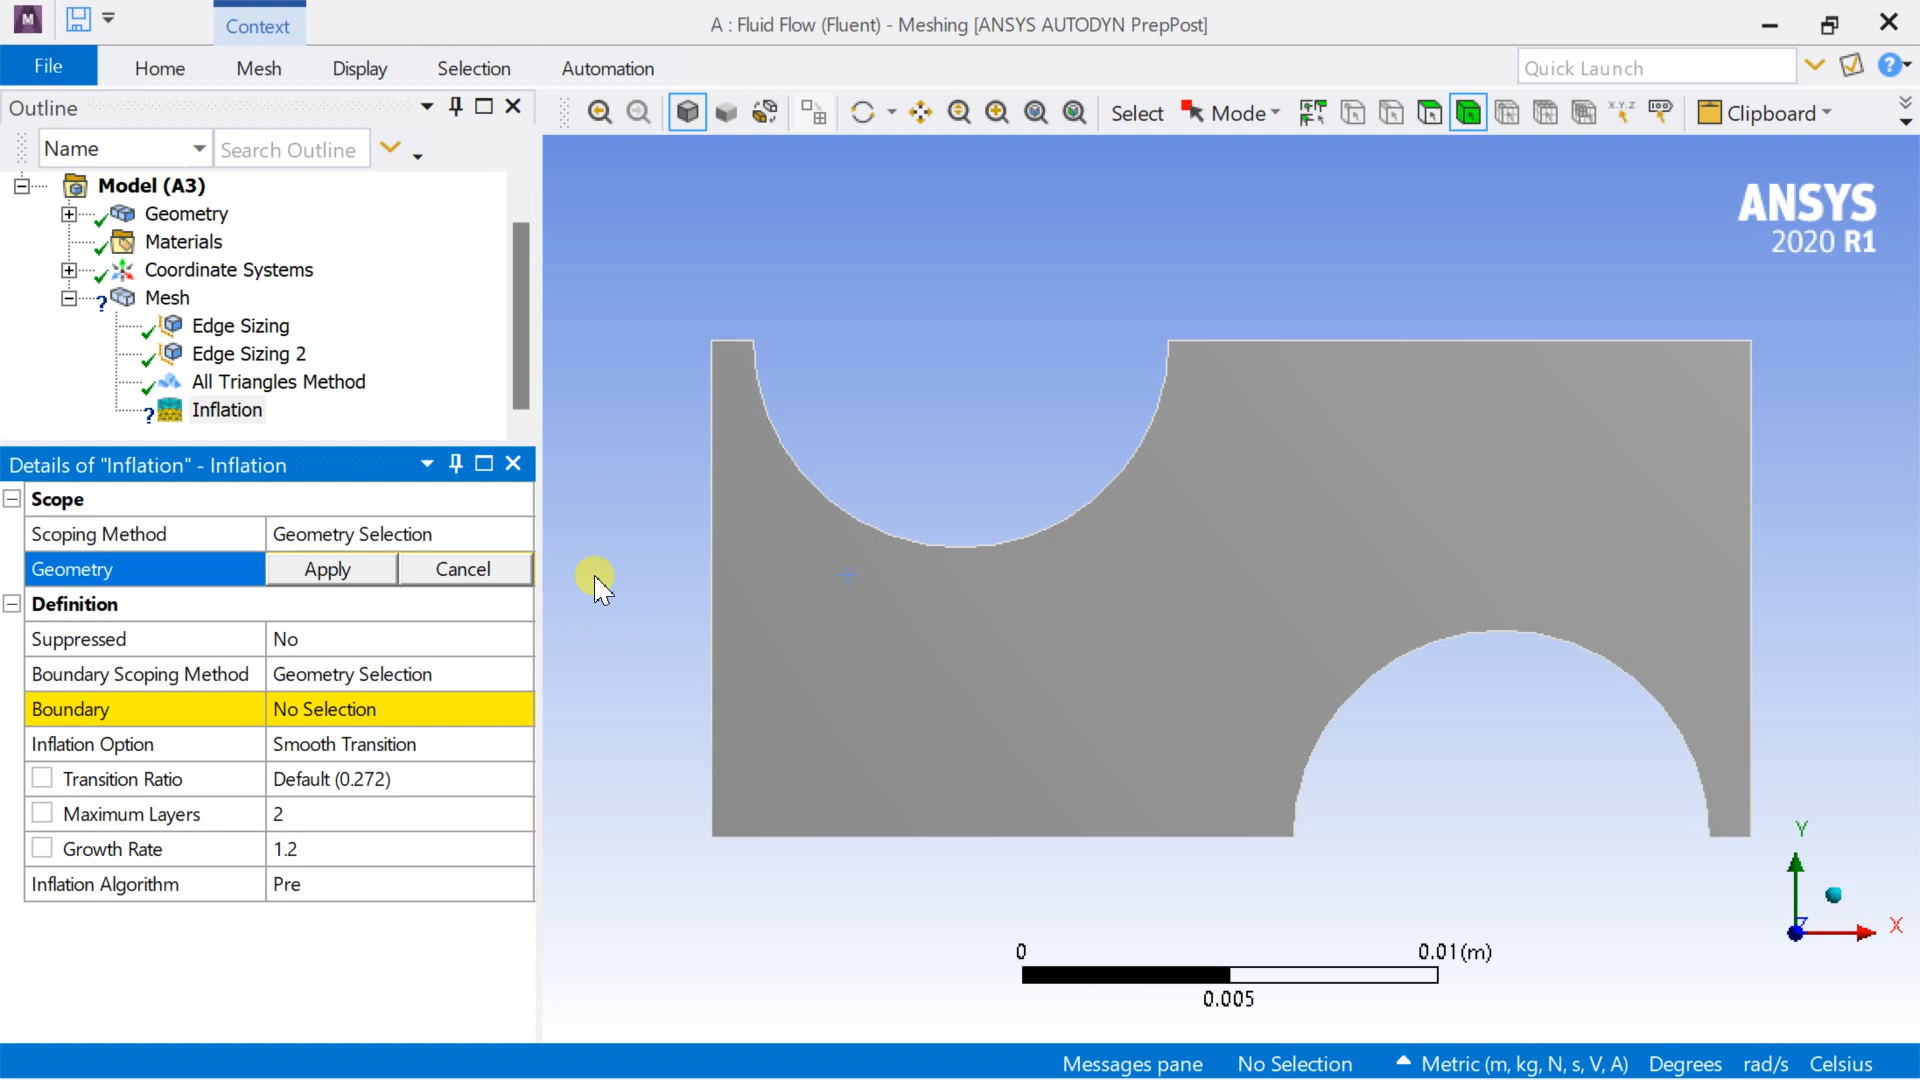 M
Context
A : Fluid Flow (Fluent) - Meshing [ANSYS AUTODYN PrepPost]
File
Home
Mesh
Display
Selection
Automation
Quick Launch
?
Outline
Select
Mode
X.Y.Z
Clipboard
Name
Search Outline
Model (A3)
Geometry
Materials
Coordinate Systems
Mesh
Edge Sizing
Edge Sizing 2
All Triangles Method
Inflation
ANSYS
2020 R1
Details of "Inflation" - Inflation
Scope
Scoping Method Geometry Selection
Geometry Apply Cancel
Definition
Suppressed No
Boundary Scoping Method Geometry Selection
Boundary No Selection
Inflation Option Smooth Transition
Transition Ratio Default (0.272)
Maximum Layers 2
Growth Rate 1.2
Inflation Algorithm Pre
Y
Z
X
0
0.01 (m)
0.005
Messages pane No Selection Metric (m, kg, N, s, V, A) Degrees rad/s Celsius